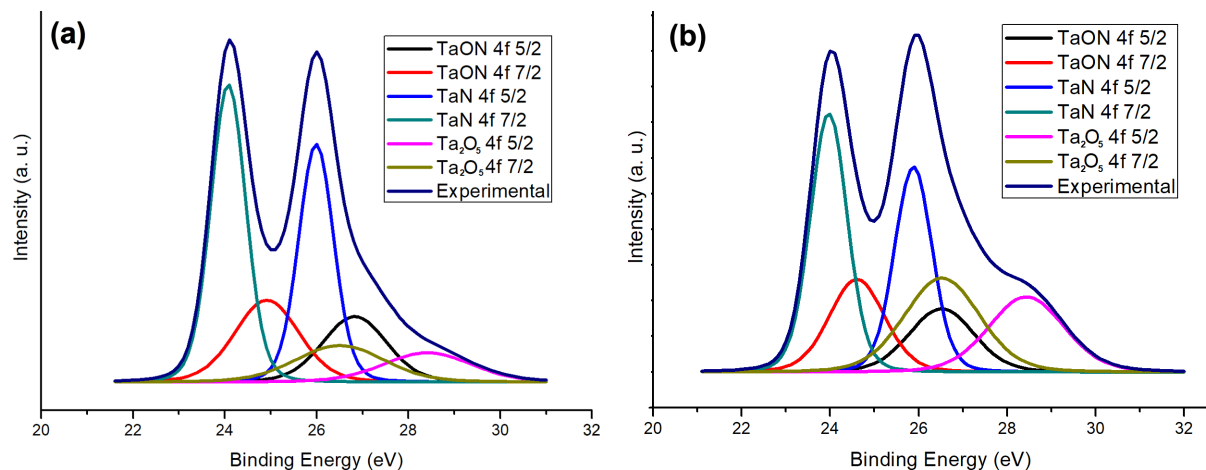 (a)
TaON 4f 5/2
TaON 4f 7/2
TaN 4f 5/2
TaN 4f 7/2
Ta₂O₅ 4f 5/2
Ta₂O₅ 4f 7/2
Experimental
Intensity (a. u.)
20 22 24 26 28 30 32
Binding Energy (eV)
(b)
TaON 4f 5/2
TaON 4f 7/2
TaN 4f 5/2
TaN 4f 7/2
Ta₂O₅ 4f 5/2
Ta₂O₅ 4f 7/2
Experimental
Intensity (a. u.)
20 22 24 26 28 30 32
Binding Energy (eV)